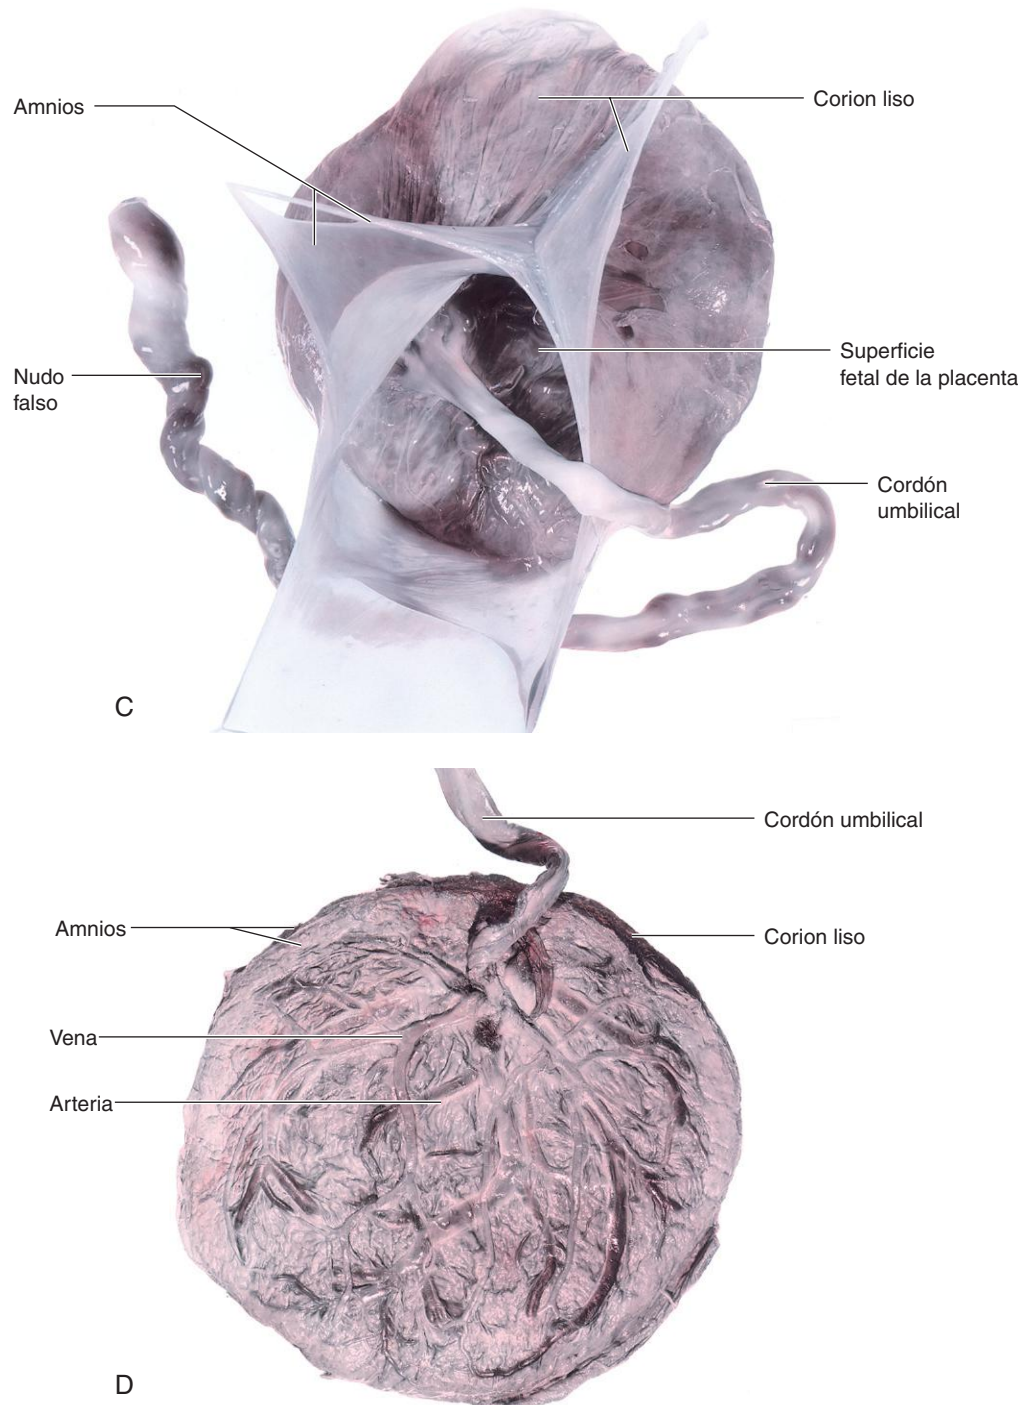 Amnios
Corion liso
Superficie
fetal de la placenta
Nudo
falso
Cordón
umbilical
C
Cordón umbilical
Amnios
Corion liso
Vena
Arteria
D